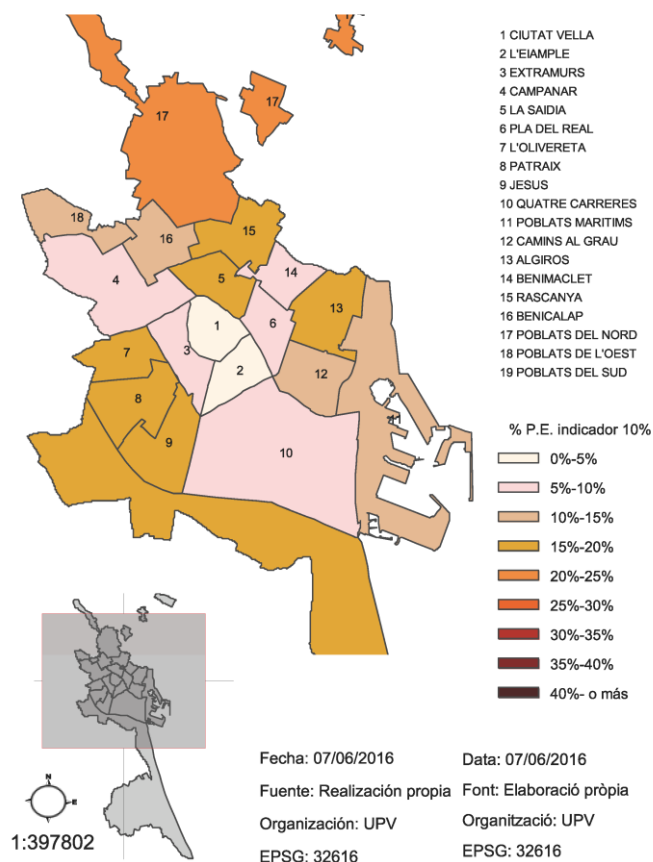 1 CIUTAT VELLA
2 L'EIAMPLE
3 EXTRAMURS
4 CAMPANAR
5 LA SAIDIA
6 PLA DEL REAL
7 L'OLIVERETA
8 PATRAIX
9 JESUS
10 QUATRE CARRERES
11 POBLATS MARITIMS
12 CAMINS AL GRAU
13 ALGIROS
14 BENIMACLET
15 RASCANYA
16 BENICALAP
17 POBLATS DEL NORD
18 POBLATS DE L'OEST
19 POBLATS DEL SUD
17
17
18
16
15
14
4
5
13
1
6
3
7
2
12
8
11
9
10
% P.E. indicador 10%
0%-5%
5%-10%
10%-15%
15%-20%
20%-25%
25%-30%
30%-35%
35%-40%
40%- o más
N
E
1:397802
Fecha: 07/06/2016
Fuente: Realización propia
Organización: UPV
EPSG: 32616
Data: 07/06/2016
Font: Elaboració pròpia
Organització: UPV
EPSG: 32616